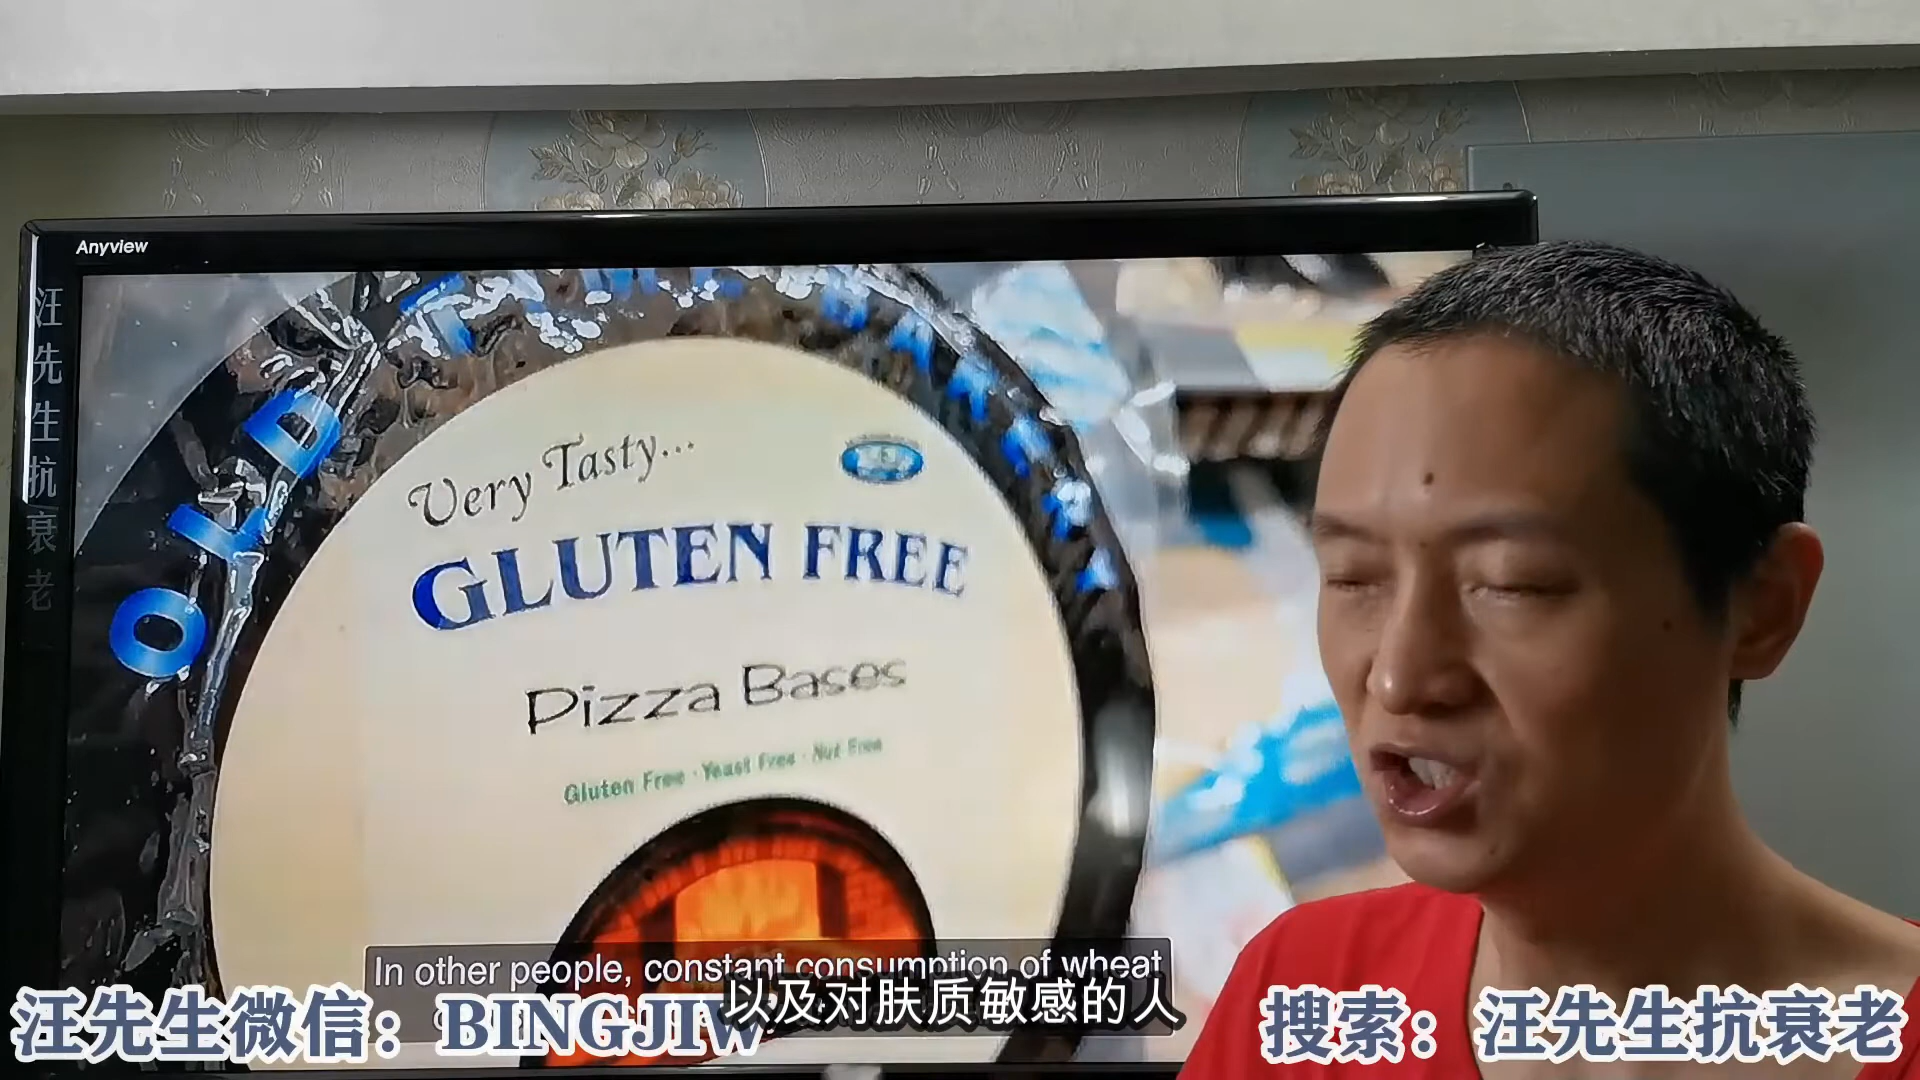 Anyview
汪先生抗衰老
Very Tasty...
GLUTEN FREE
Pizza Bases
Gluten Free · Yeast Free · Nut Free
In other people, constant consumption of wheat
以及对肤质敏感的人
汪先生微信：BINGJIW
搜索：汪先生抗衰老